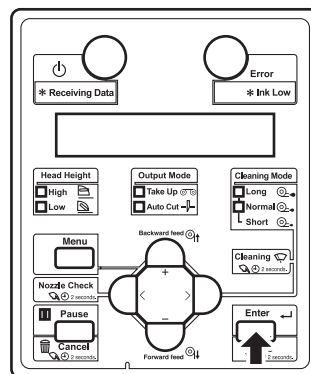 Error
* Receiving Data
* Ink Low
Head Height
High
Low
Output Mode
Take Up
Auto Cut
Cleaning Mode
Long
Normal
Short
Menu
Backward feed
+
Cleaning
2 seconds.
Nozzle Check
2 seconds.
< >
Pause
Cancel
2 seconds.
−
Forward feed
Enter
2 seconds.